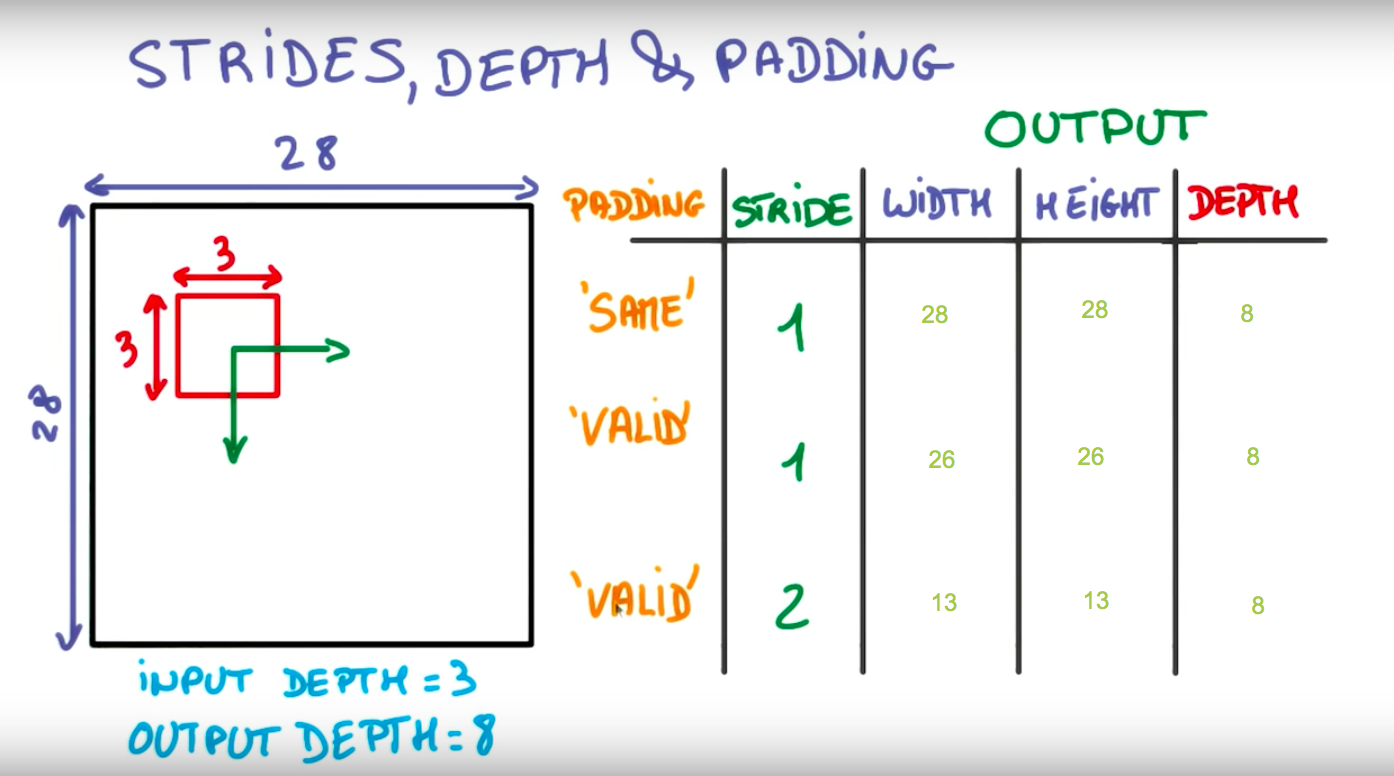 STRIDES, DEPTH & PADDING
28
28
3
3
INPUT DEPTH = 3
OUTPUT DEPTH = 8
OUTPUT
PADDING STRIDE WIDTH HEIGHT DEPTH
'SAME' 1 28 28 8
'VALID' 1 26 26 8
'VALID' 2 13 13 8